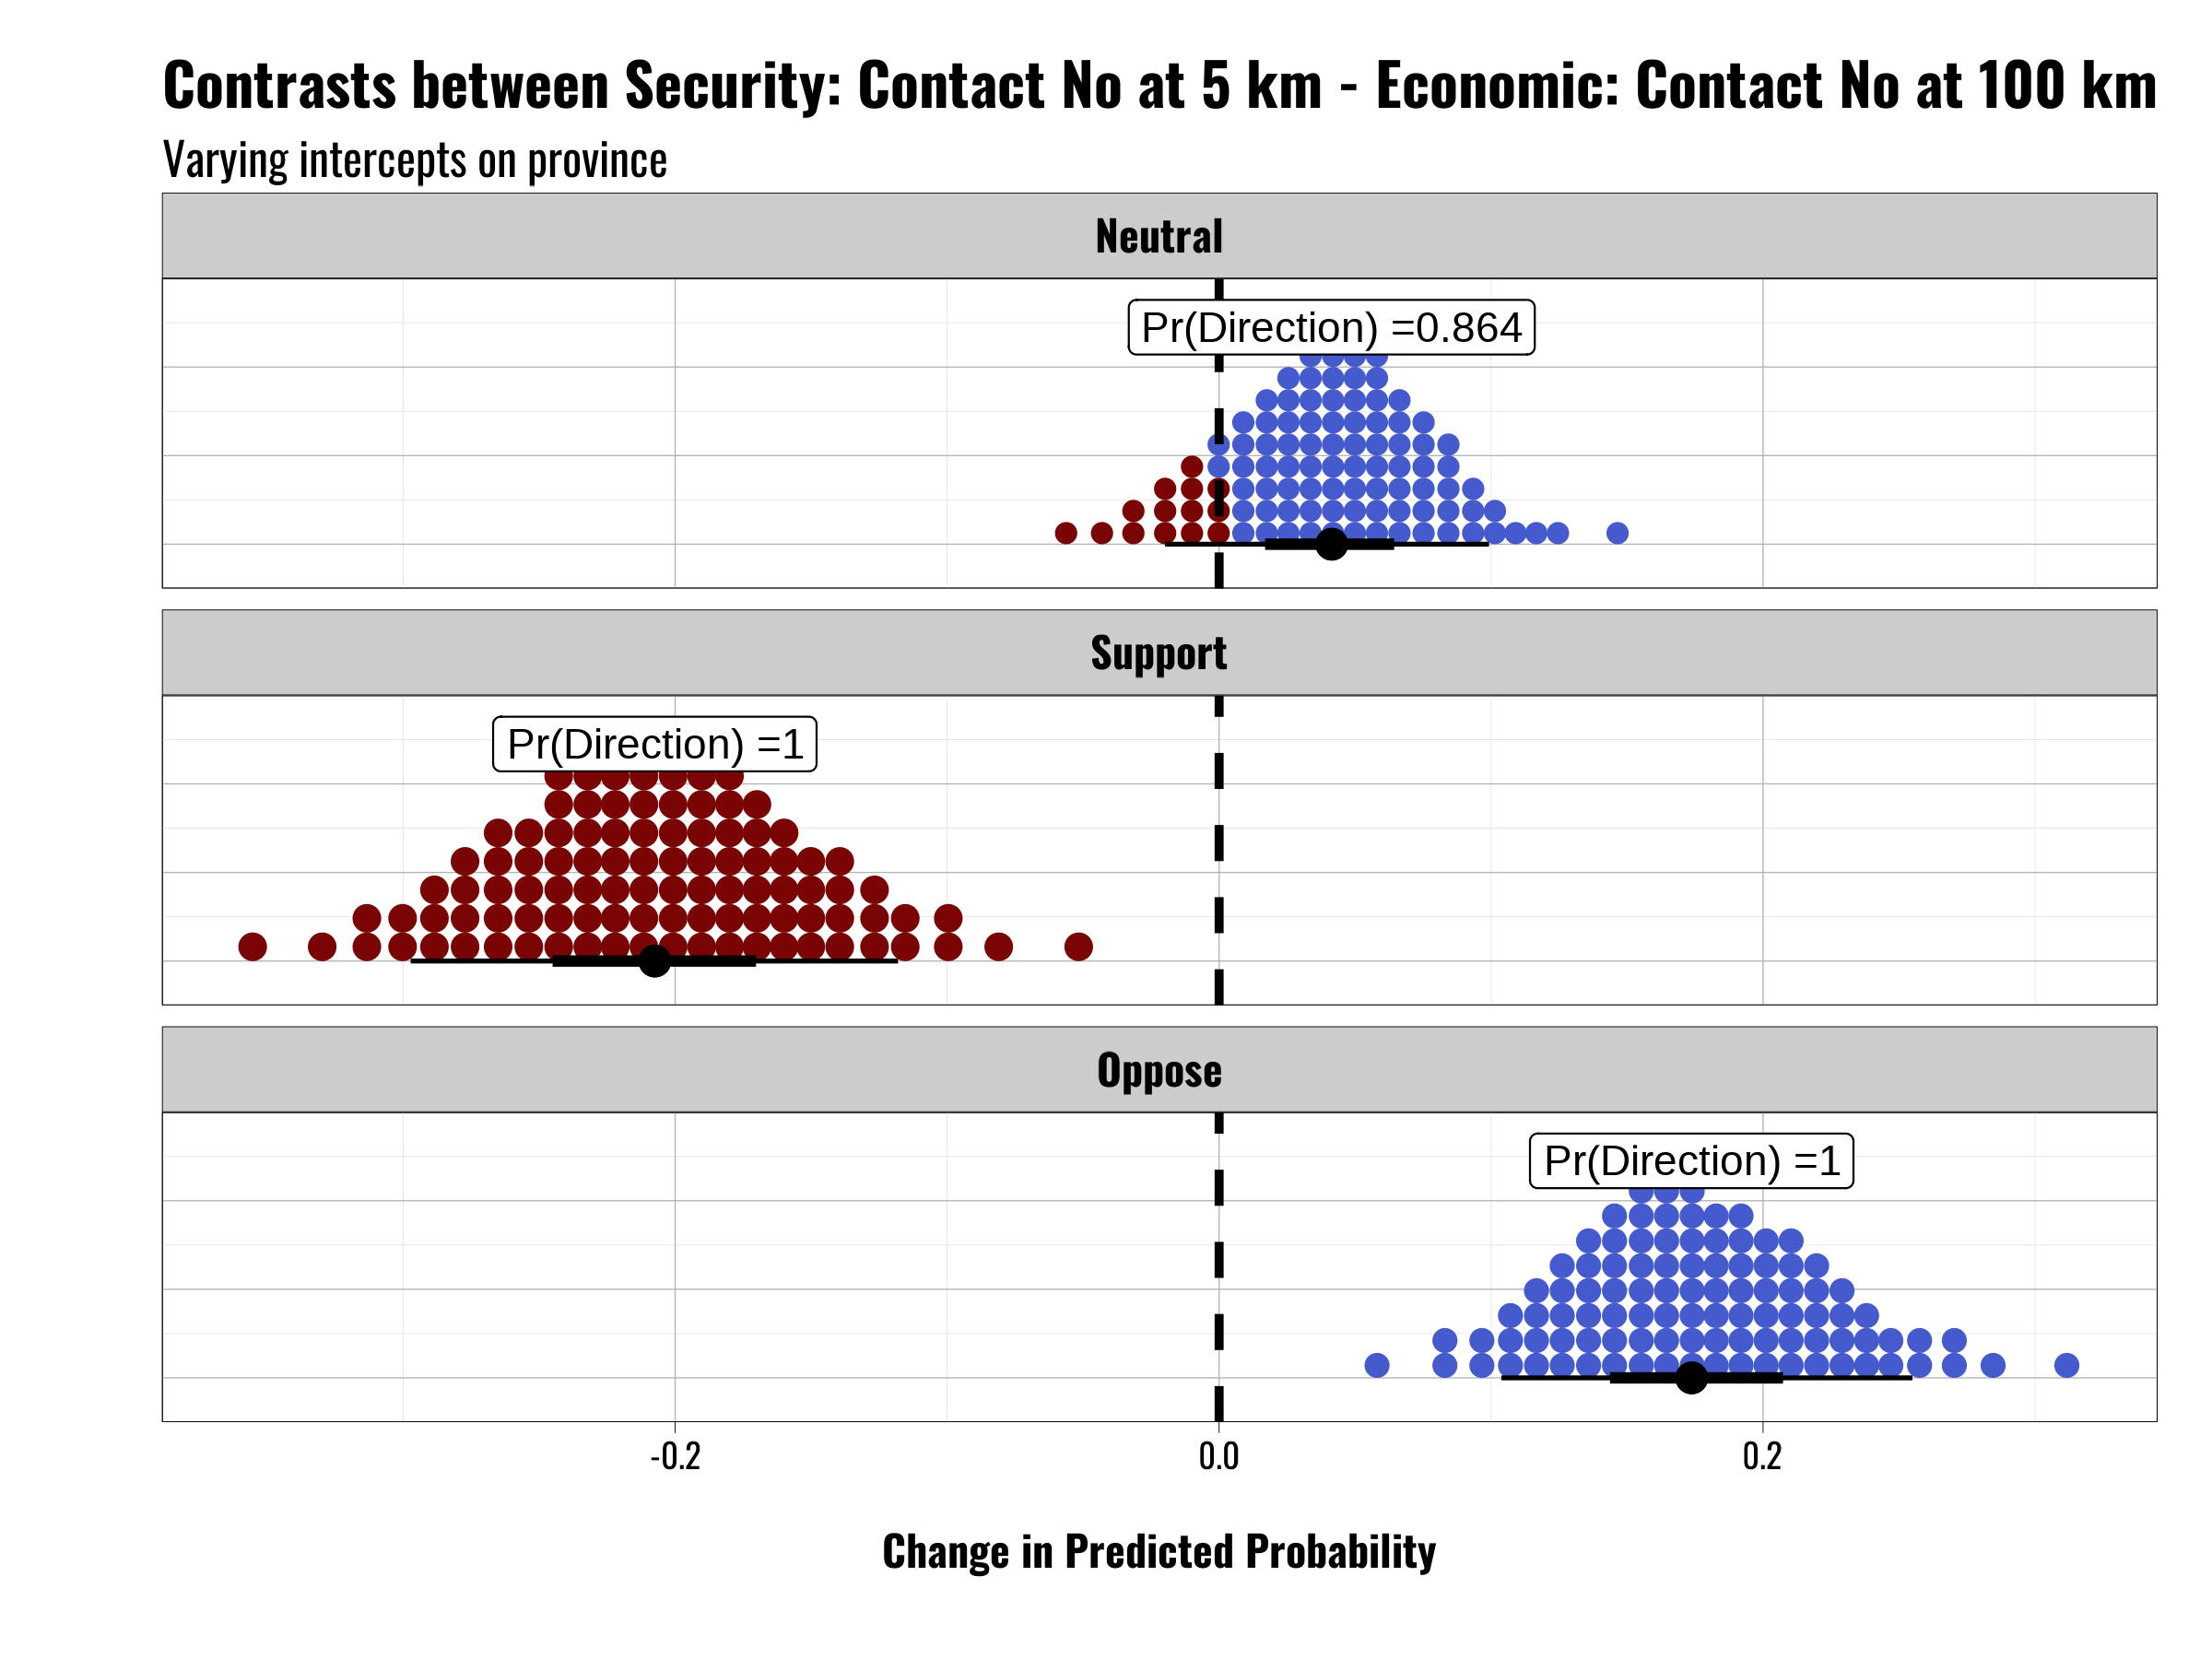 Contrasts between Security: Contact No at 5 km - Economic: Contact No at 100 km
Varying intercepts on province
Neutral
Pr(Direction) =0.864
Support
Pr(Direction) =1
Oppose
Pr(Direction) =1
-0.2 0.0 0.2
Change in Predicted Probability